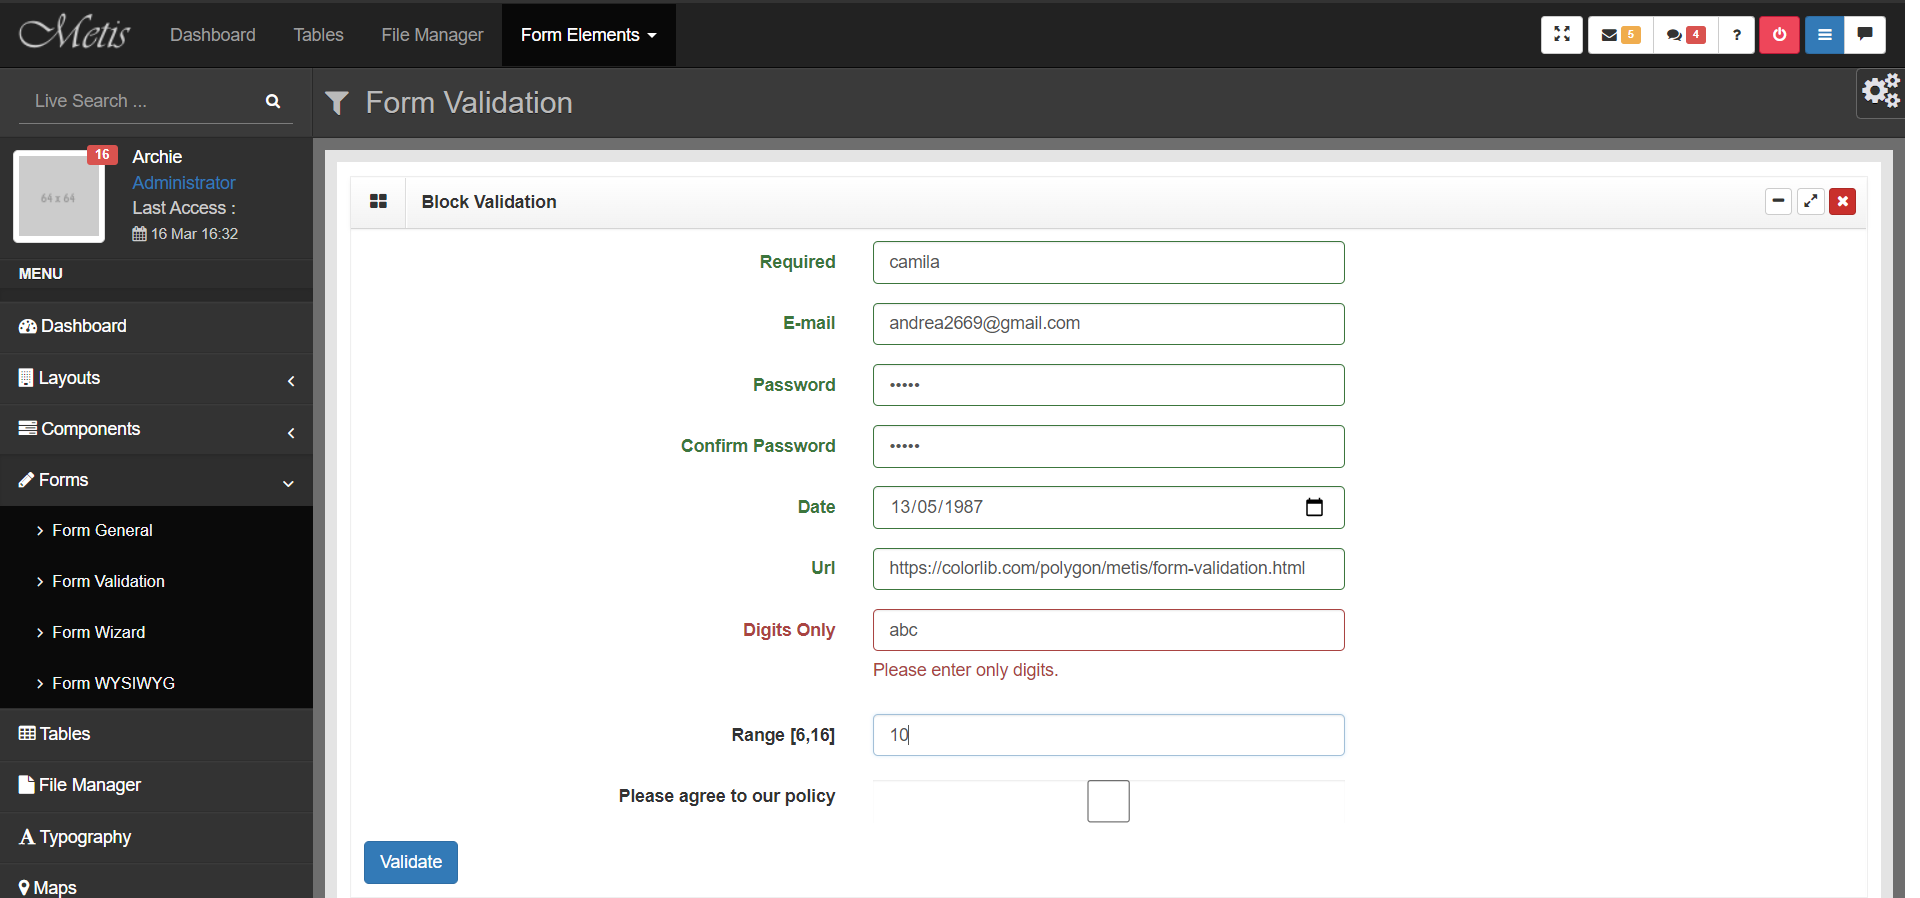 Metis Dashboard Tables File Manager Form Elements 5 4 ?
Live Search ...
Form Validation
64 x 64
16
Archie
Administrator
Last Access :
16 Mar 16:32
MENU
Dashboard
Layouts
Components
Forms
Form General
Form Validation
Form Wizard
Form WYSIWYG
Tables
File Manager
Typography
Maps
Block Validation
Required camila
E-mail andrea2669@gmail.com
Password •••••
Confirm Password •••••
Date 13/05/1987
Url https://colorlib.com/polygon/metis/form-validation.html
Digits Only abc
Please enter only digits.
Range [6,16] 10
Please agree to our policy
Validate